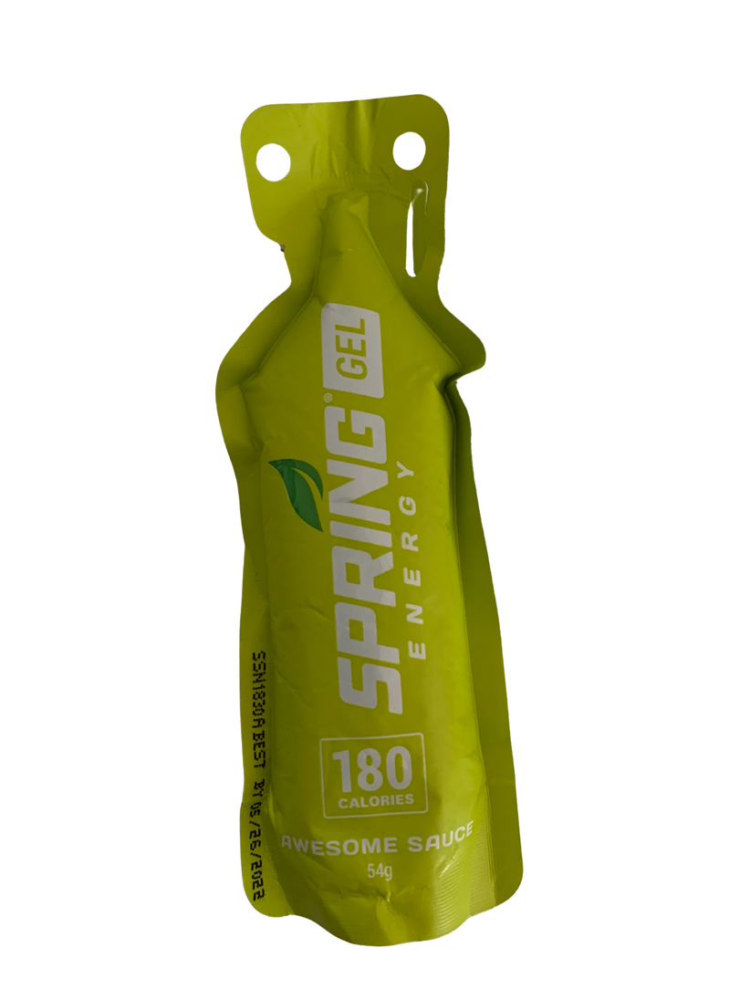 SPRING® GEL
ENERGY
180
CALORIES
AWESOME SAUCE
54g
SSN1830A BEST BY 05/26/2022